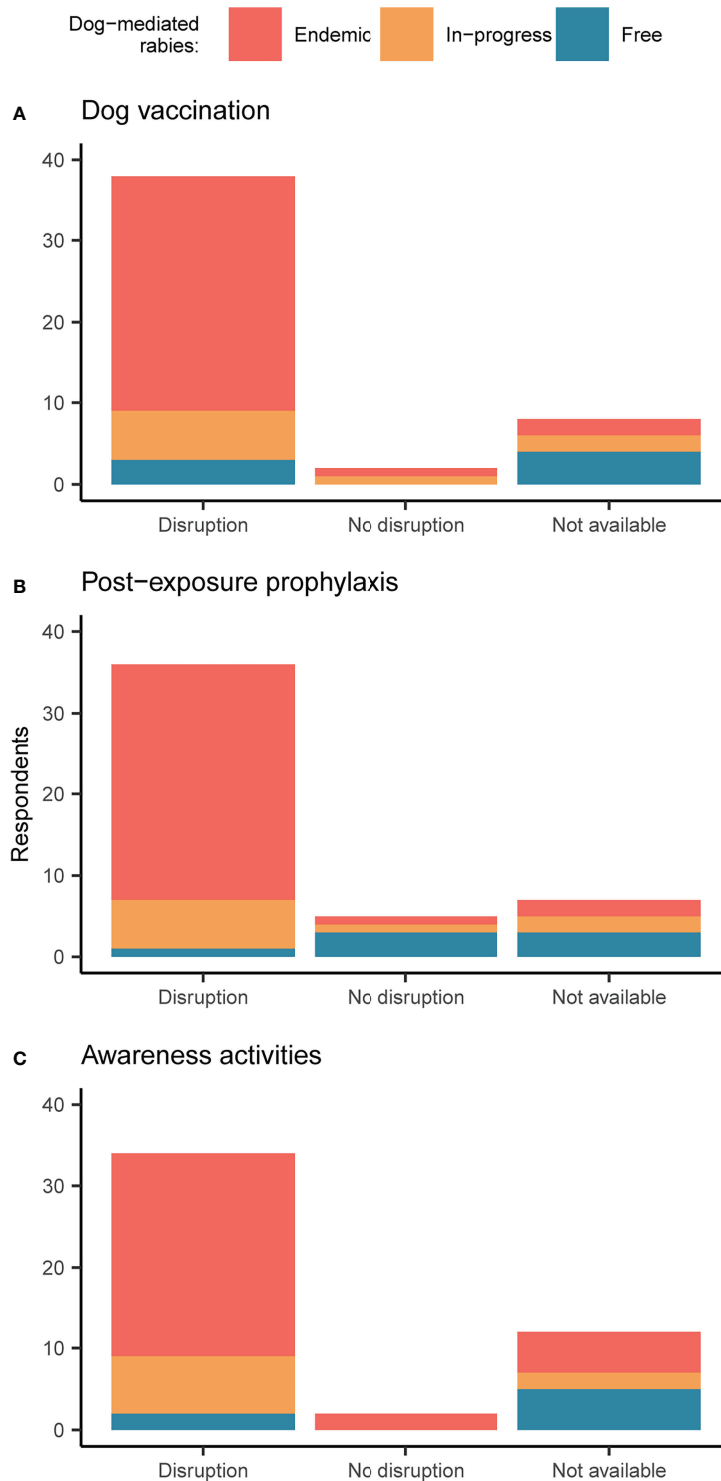 Dog-mediated
rabies:
Endemic
In-progress
Free
A Dog vaccination
40
30
20
10
0
Disruption No disruption Not available
B Post-exposure prophylaxis
Respondents
40
30
20
10
0
Disruption No disruption Not available
C Awareness activities
40
30
20
10
0
Disruption No disruption Not available